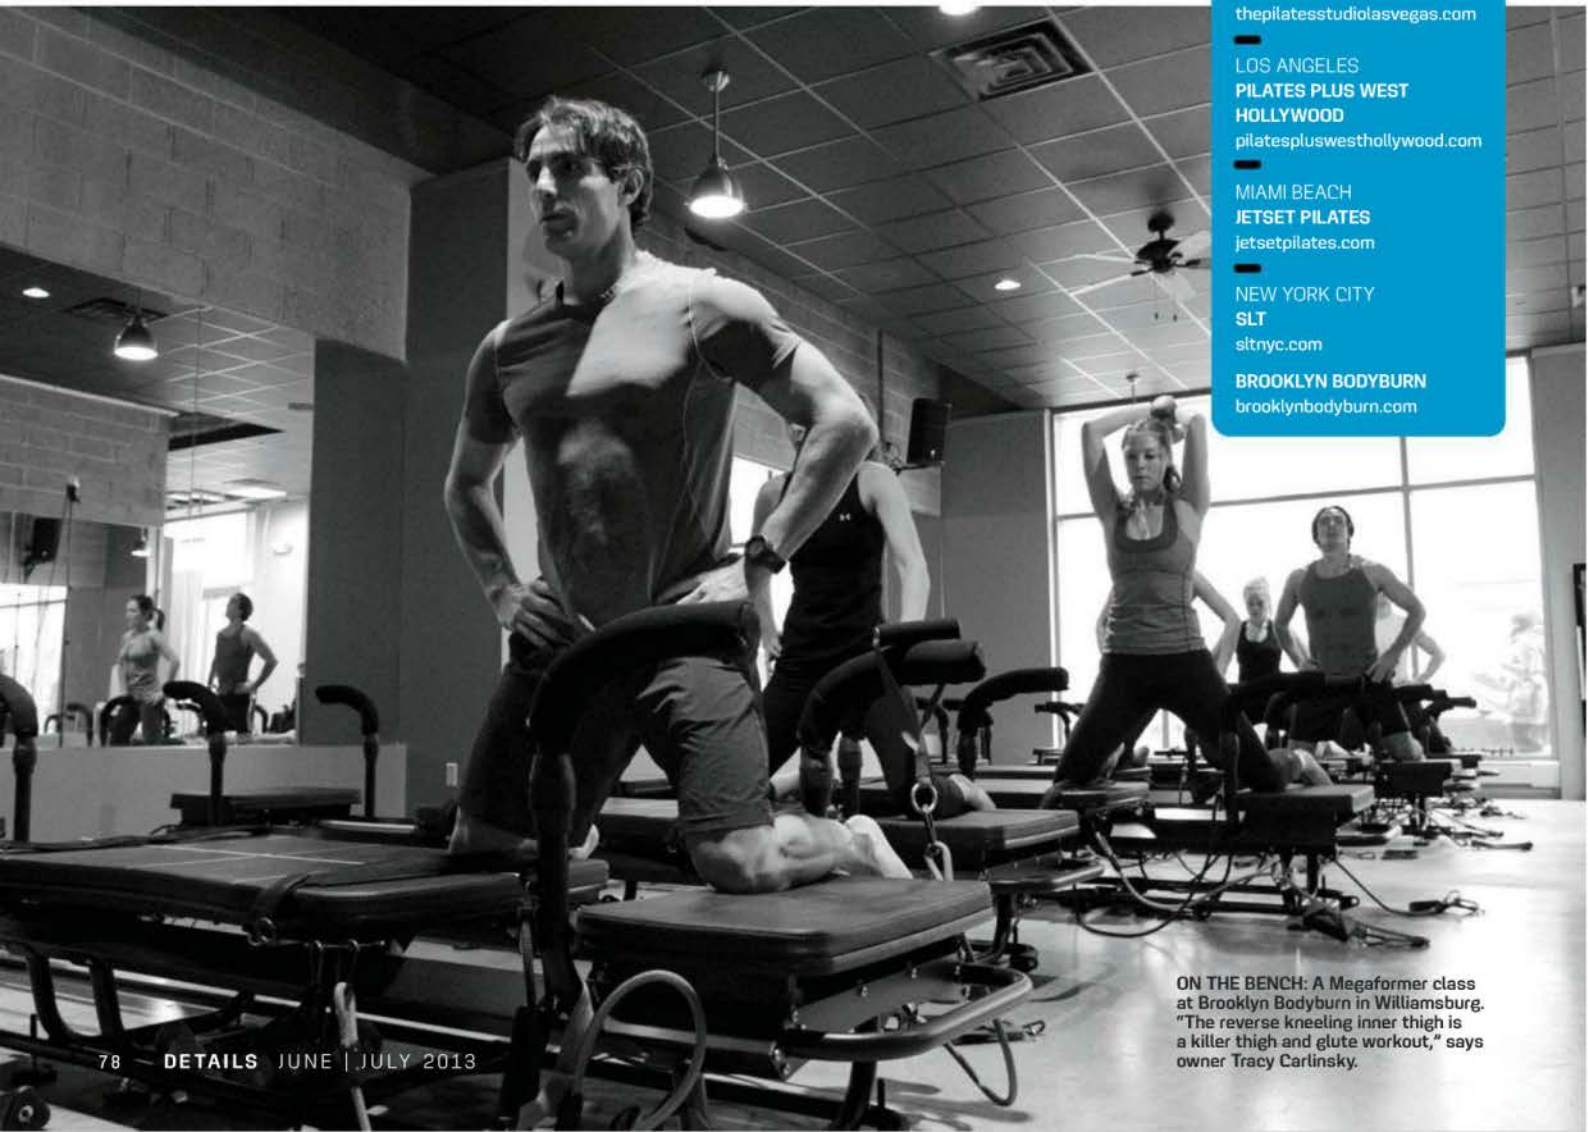 thepilatesstudiolasvegas.com
LOS ANGELES
PILATES PLUS WEST
HOLLYWOOD
pilatespluswesthollywood.com
MIAMI BEACH
JETSET PILATES
jetsetpilates.com
NEW YORK CITY
SLT
sltnyc.com
BROOKLYN BODYBURN
brooklynbodyburn.com
ON THE BENCH: A Megaformer class
at Brooklyn Bodyburn in Williamsburg.
"The reverse kneeling inner thigh is
a killer thigh and glute workout," says
owner Tracy Carlinsky.
78 DETAILS JUNE | JULY 2013